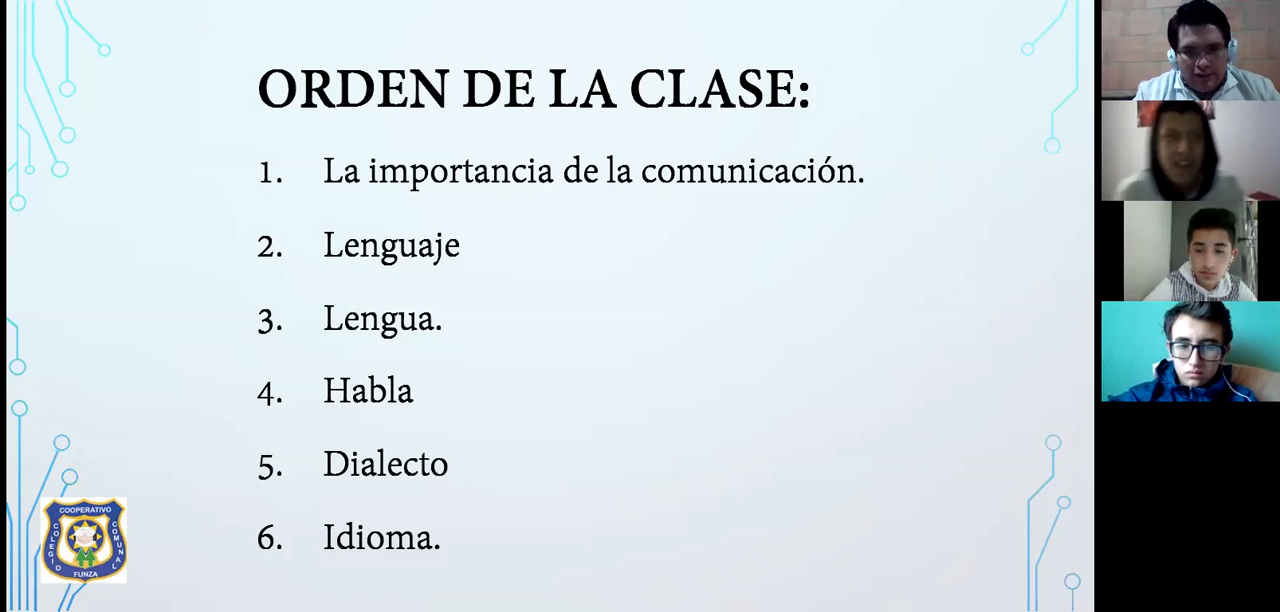 ORDEN DE LA CLASE:
1. La importancia de la comunicación.
2. Lenguaje
3. Lengua.
4. Habla
5. Dialecto
6. Idioma.
COOPERATIVO
COLEGIO
COMUNAL
FUNZA